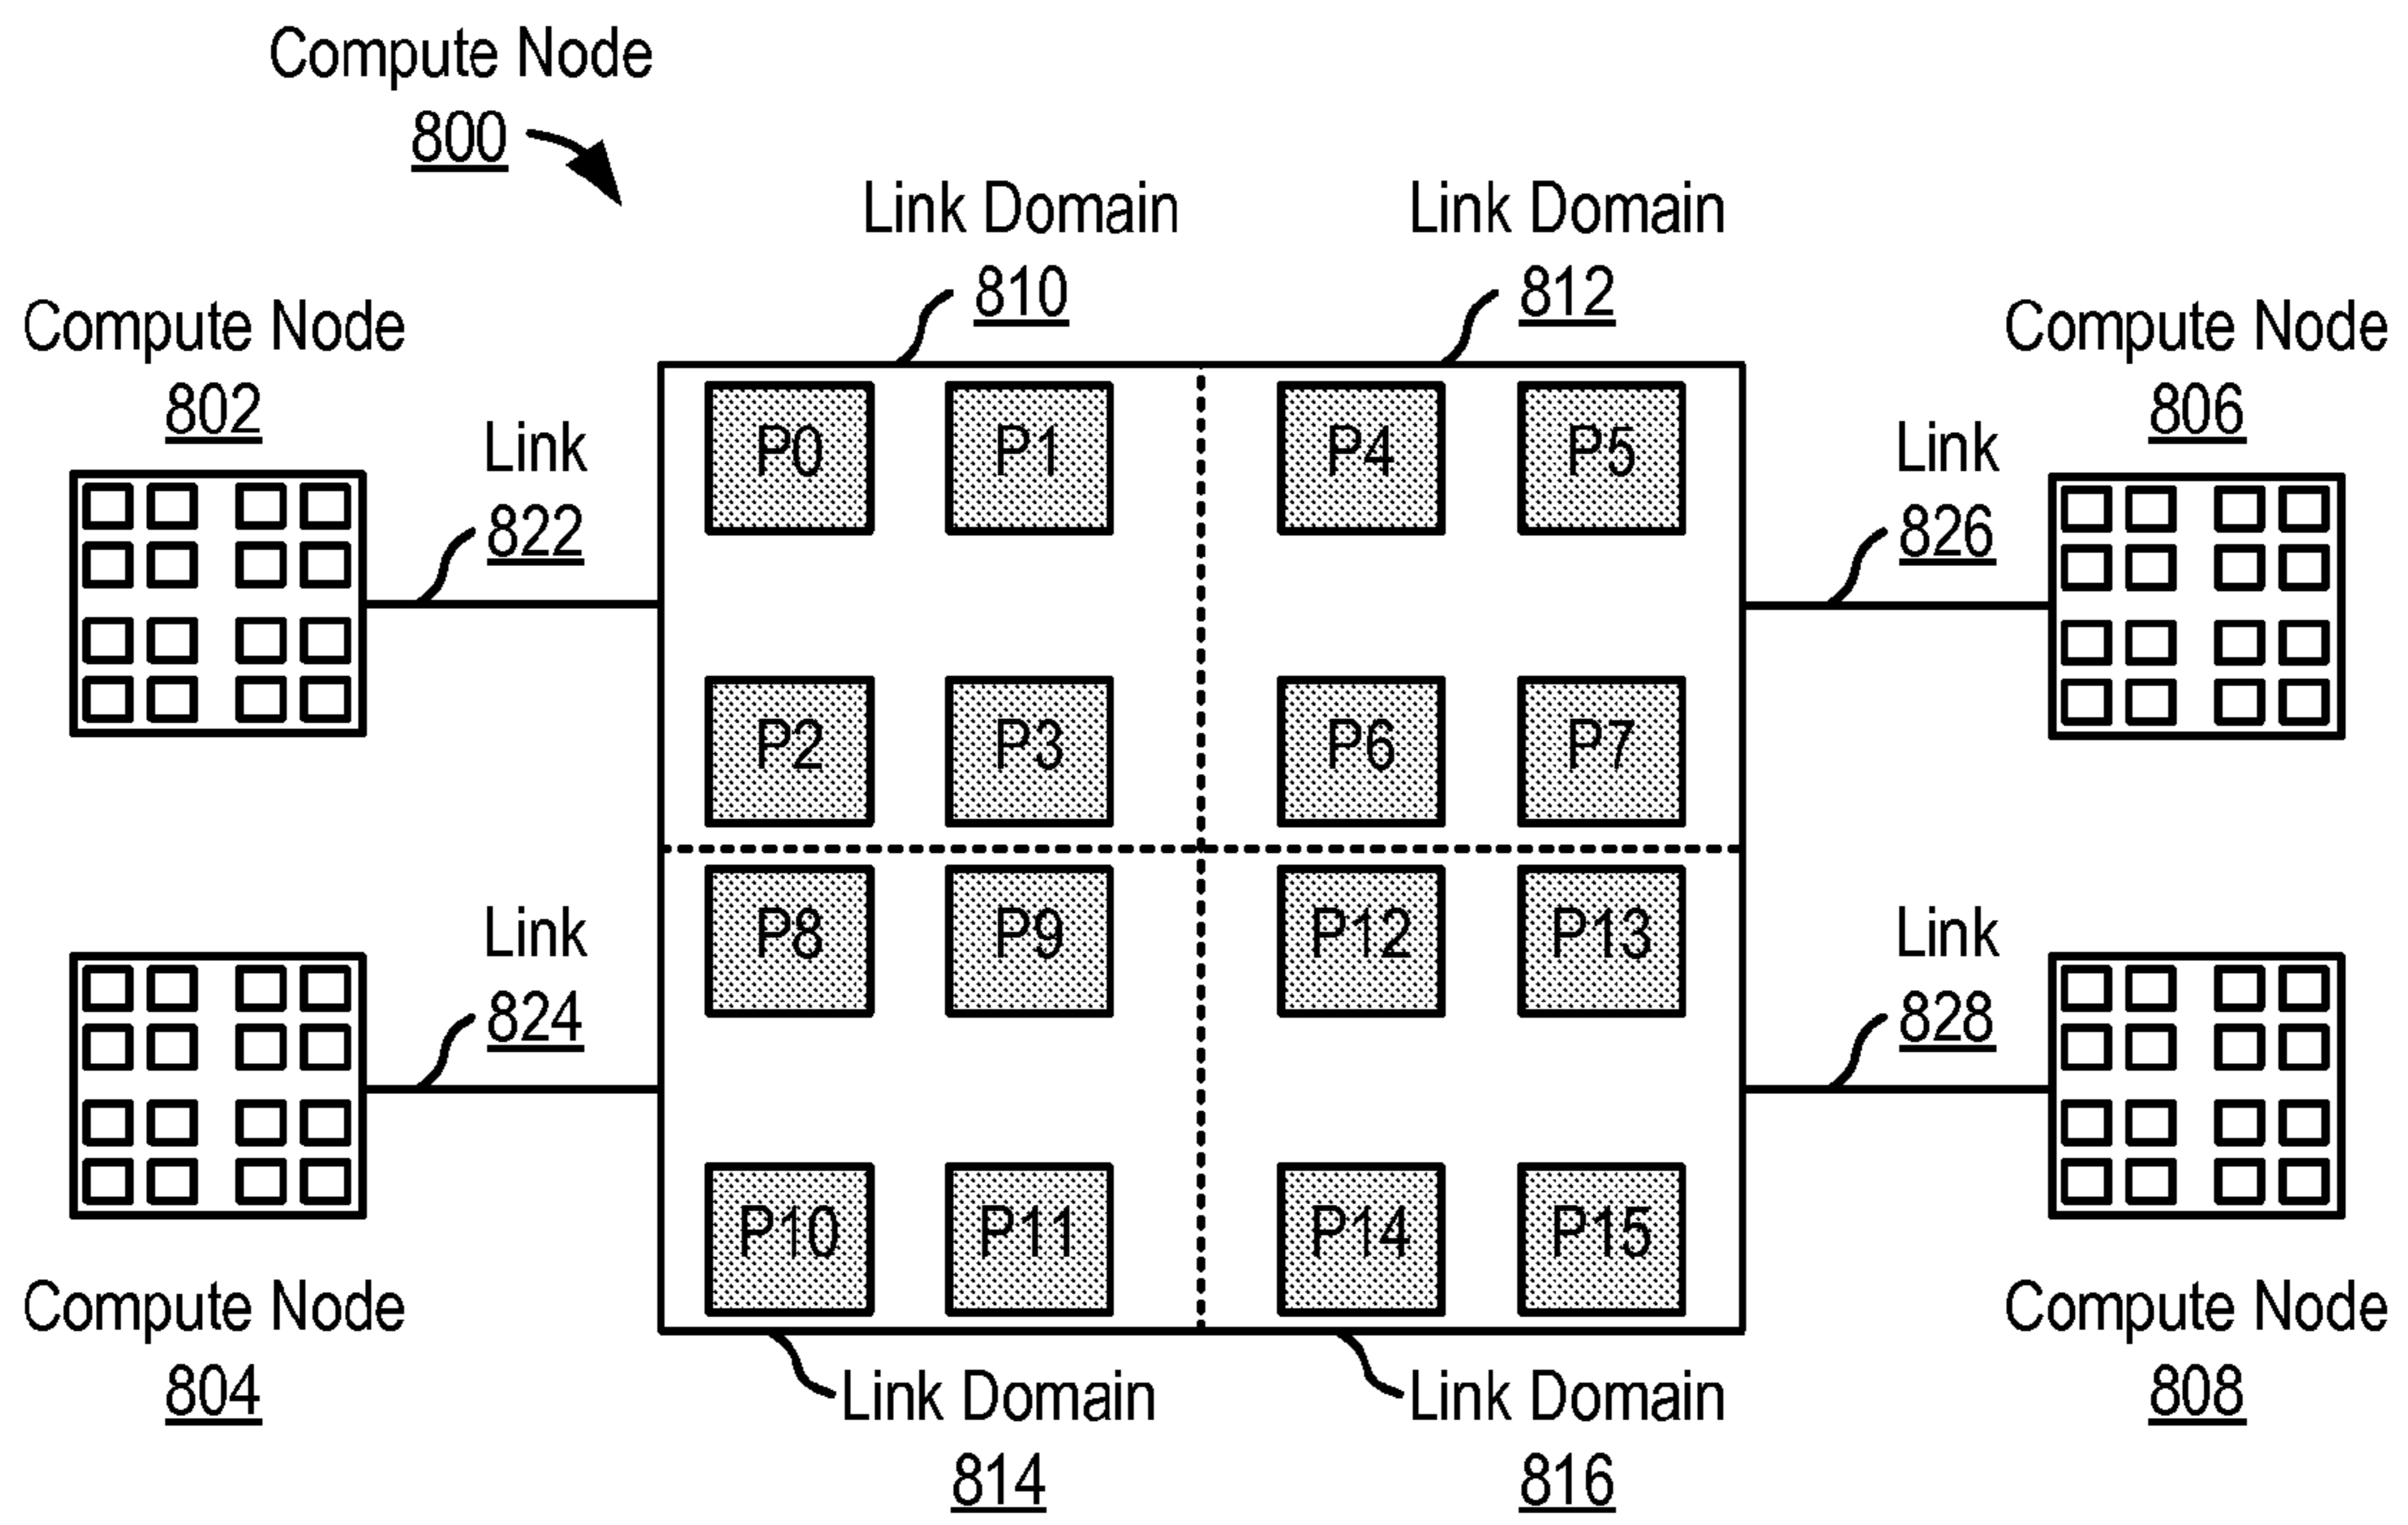 Compute Node
800
Link Domain
810
Link Domain
812
Compute Node
802
Compute Node
806
Link
822
Link
826
P0 P1 P4 P5
P2 P3 P6 P7
P8 P9 P12 P13
Link
824
Link
828
P10 P11 P14 P15
Compute Node
804
Link Domain
814
Link Domain
816
Compute Node
808